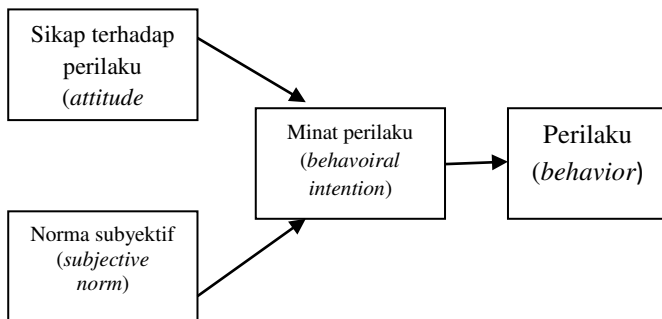 Sikap terhadap
perilaku
(attitude
Minat perilaku
(behavoiral
intention)
Perilaku
(behavior)
Norma subyektif
(subjective
norm)